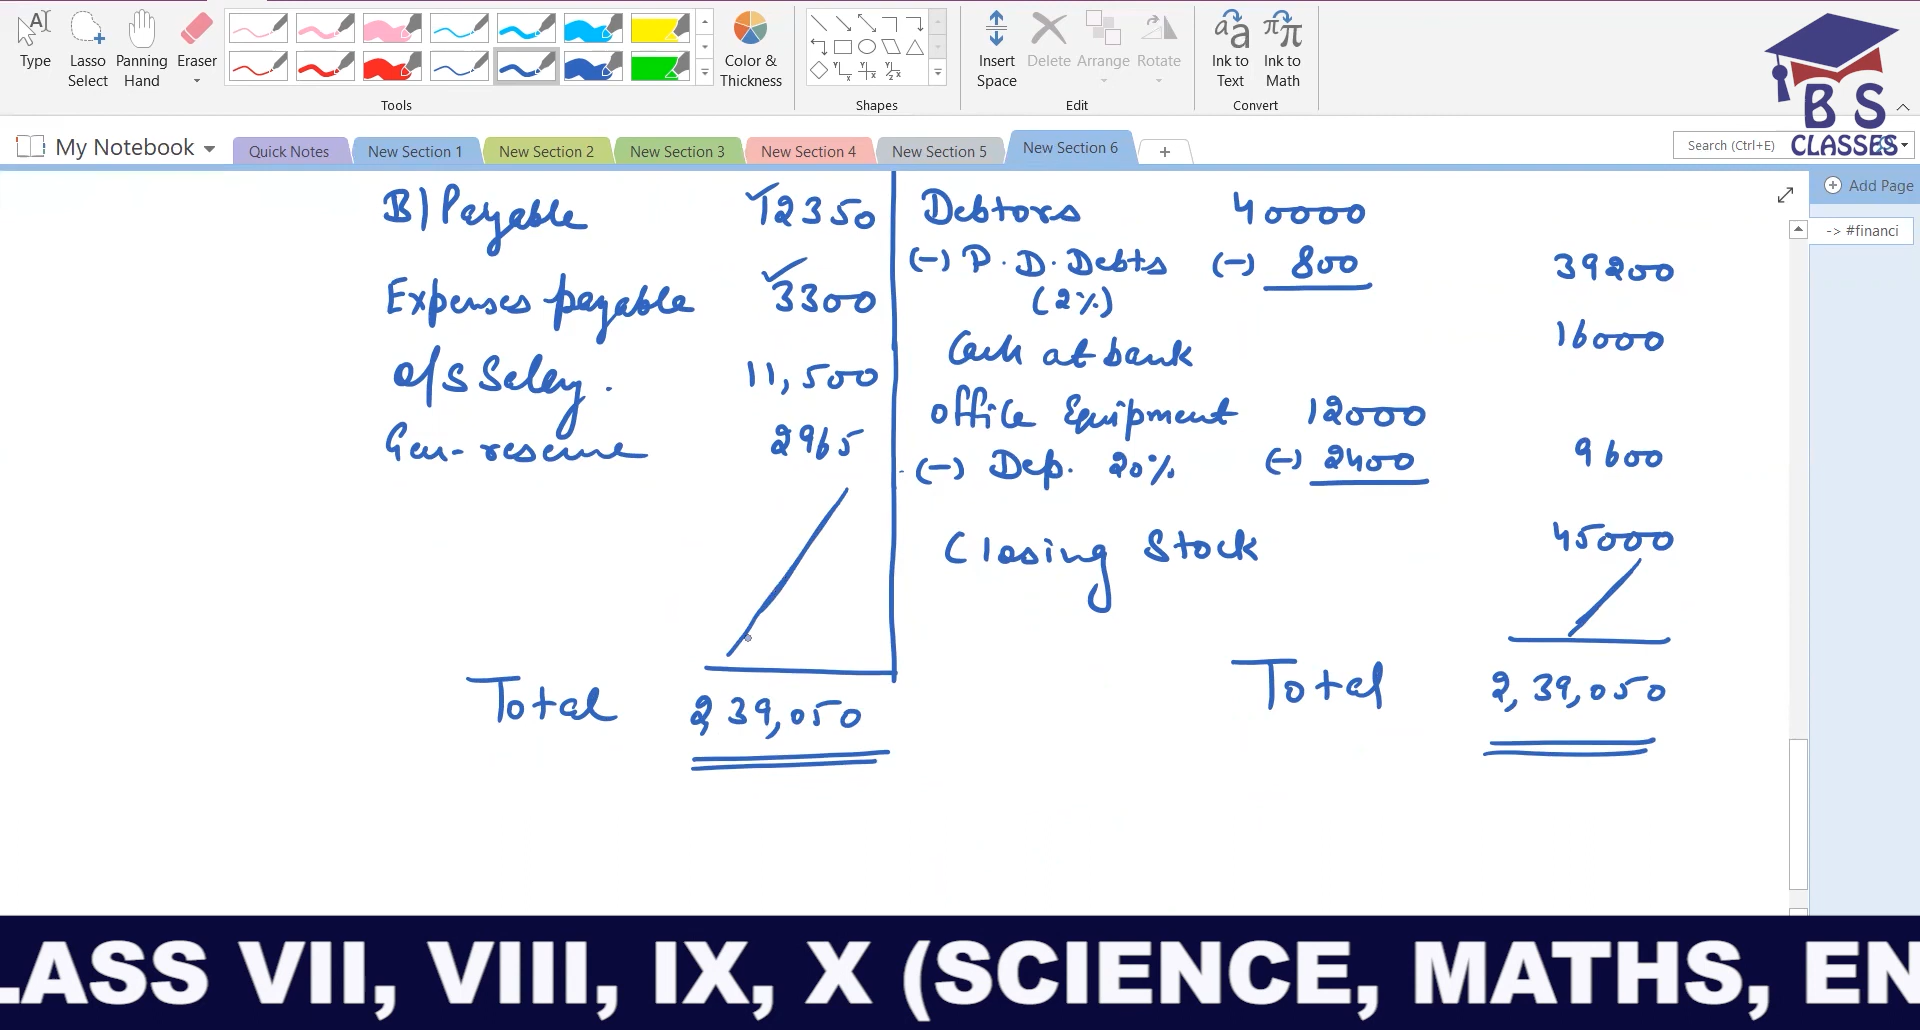 Type
Lasso
Select
Panning
Hand
Eraser
Color &
Thickness
Insert
Space
Delete
Arrange
Rotate
Ink to
Text
Ink to
Math
Tools
Shapes
Edit
Convert
BS
CLASSES
My Notebook
Quick Notes
New Section 1
New Section 2
New Section 3
New Section 4
New Section 5
New Section 6
Search (Ctrl+E)
Add Page
-> #financi
B/Payable 12350
Expenses payable 3300
o/s Salary. 11,500
Gen-reserve 2965
Total 239,050
Debtors 40000
(-) P.D.Debts (-) 800 39200
(2%)
Cash at bank 16000
Office Equipment 12000
(-) Dep. 20% (-) 2400 9600
Closing Stock 45000
Total 2,39,050
LASS VII, VIII, IX, X (SCIENCE, MATHS, EN